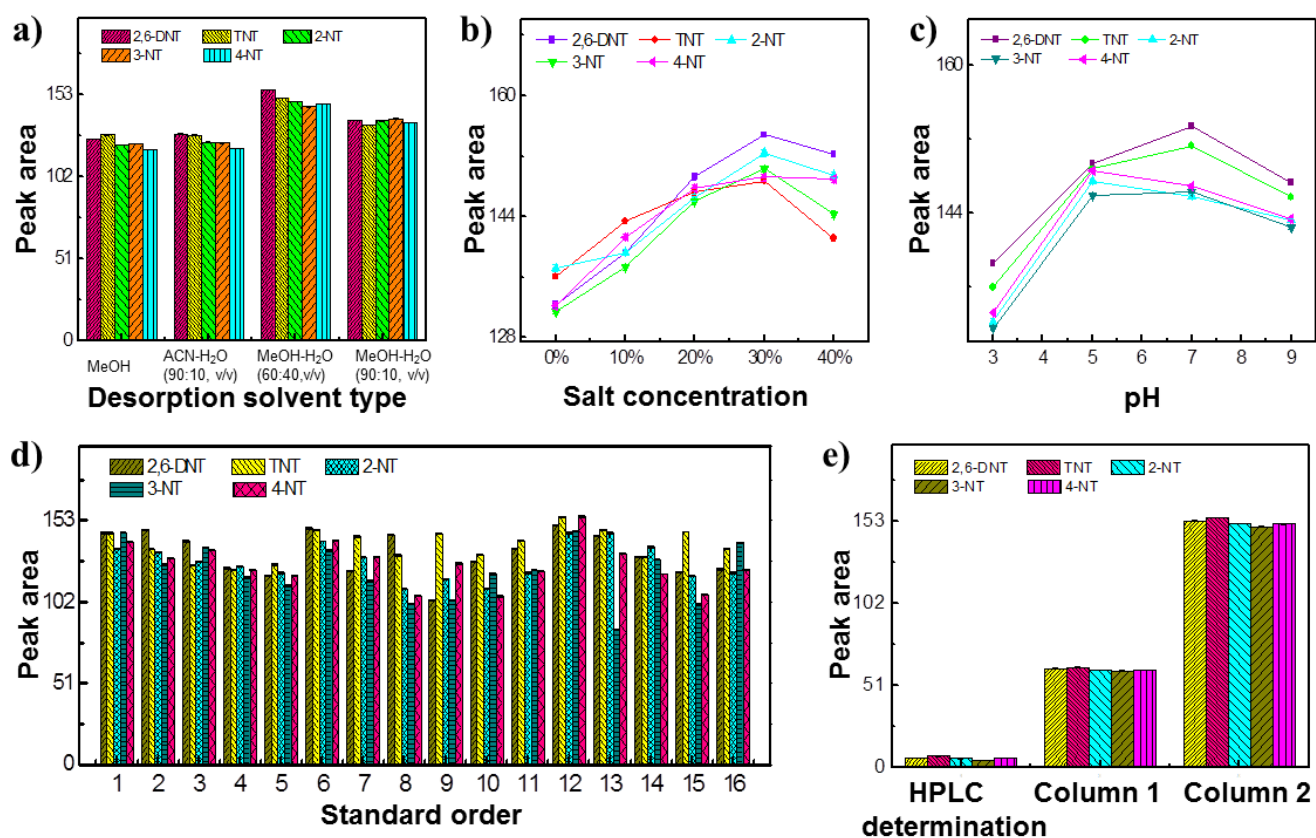 a)
2,6-DNT TNT 2-NT
3-NT 4-NT
Peak area
153
102
51
0
MeOH
ACN-H2O
(90:10, v/v)
MeOH-H2O
(60:40,v/v)
MeOH-H2O
(90:10, v/v)
Desorption solvent type
b)
2,6-DNT TNT 2-NT
3-NT 4-NT
Peak area
160
144
128
0% 10% 20% 30% 40%
Salt concentration
c)
2,6-DNT TNT 2-NT
3-NT 4-NT
Peak area
160
144
3 4 5 6 7 8 9
pH
d)
2,6-DNT TNT 2-NT
3-NT 4-NT
Peak area
153
102
51
0
1 2 3 4 5 6 7 8 9 10 11 12 13 14 15 16
Standard order
e)
2,6-DNT TNT 2-NT
3-NT 4-NT
Peak area
153
102
51
0
HPLC Column 1 Column 2
determination